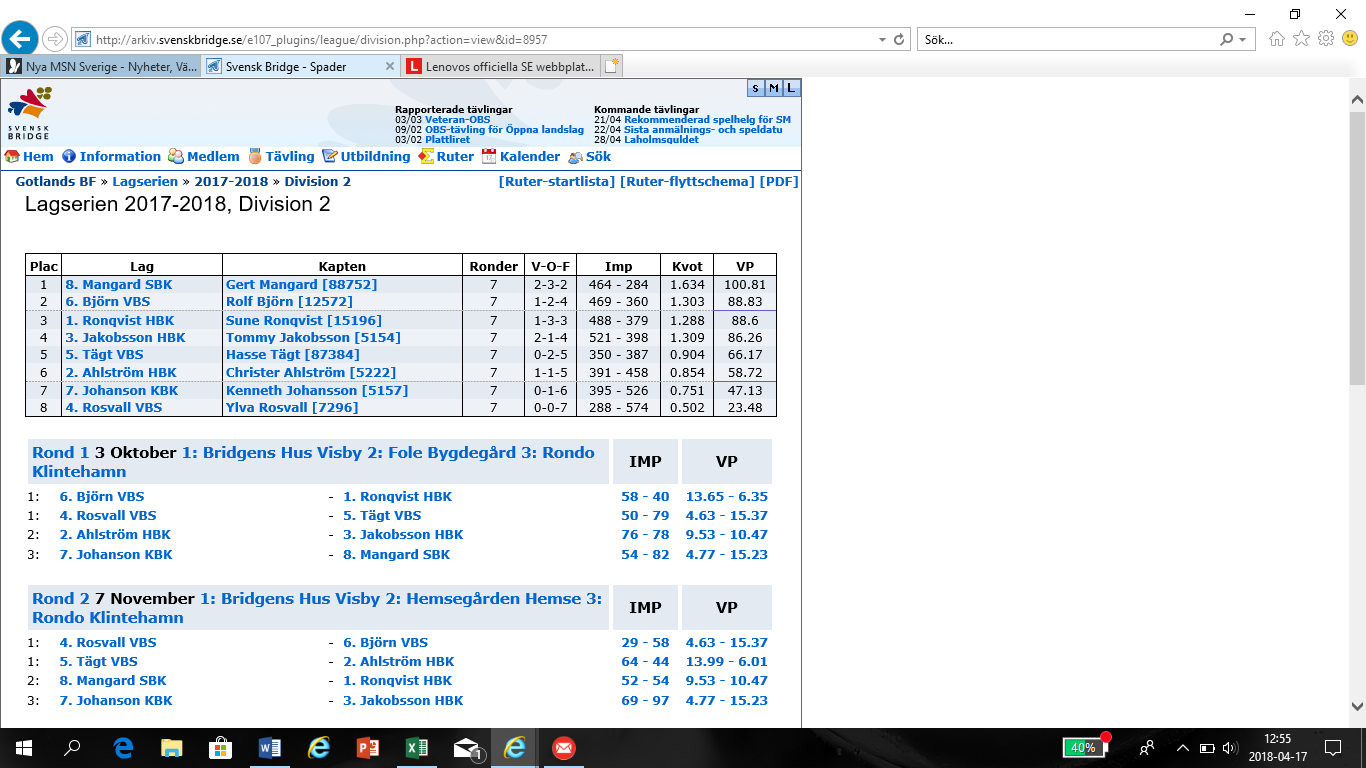 http://arkiv.svenskbridge.se/e107_plugins/league/division.php?action=view&id=8957
Sök...
Nya MSN Sverige - Nyheter, Vä...
Svensk Bridge - Spader
Lenovos officiella SE webbplat...
S M L
SVENSK
BRIDGE
Rapporterade tävlingar
03/03 Veteran-OBS
09/02 OBS-tävling för Öppna landslag
03/02 Plattliret
Kommande tävlingar
21/04 Rekommenderad spelhelg för SM
22/04 Sista anmälnings- och speldatu
28/04 Laholmsguldet
Hem Information Medlem Tävling Utbildning Ruter Kalender Sök
Gotlands BF » Lagserien » 2017-2018 » Division 2 [Ruter-startlista] [Ruter-flyttschema] [PDF]
Lagserien 2017-2018, Division 2
Plac Lag Kapten Ronder V-O-F Imp Kvot VP
1 8. Mangard SBK Gert Mangard [88752] 7 2-3-2 464 - 284 1.634 100.81
2 6. Björn VBS Rolf Björn [12572] 7 1-2-4 469 - 360 1.303 88.83
3 1. Ronqvist HBK Sune Ronqvist [15196] 7 1-3-3 488 - 379 1.288 88.6
4 3. Jakobsson HBK Tommy Jakobsson [5154] 7 2-1-4 521 - 398 1.309 86.26
5 5. Tägt VBS Hasse Tägt [87384] 7 0-2-5 350 - 387 0.904 66.17
6 2. Ahlström HBK Christer Ahlström [5222] 7 1-1-5 391 - 458 0.854 58.72
7 7. Johanson KBK Kenneth Johansson [5157] 7 0-1-6 395 - 526 0.751 47.13
8 4. Rosvall VBS Ylva Rosvall [7296] 7 0-0-7 288 - 574 0.502 23.48
Rond 1 3 Oktober 1: Bridgens Hus Visby 2: Fole Bygdegård 3: Rondo
Klintehamn
IMP VP
1: 6. Björn VBS - 1. Ronqvist HBK 58 - 40 13.65 - 6.35
1: 4. Rosvall VBS - 5. Tägt VBS 50 - 79 4.63 - 15.37
2: 2. Ahlström HBK - 3. Jakobsson HBK 76 - 78 9.53 - 10.47
3: 7. Johanson KBK - 8. Mangard SBK 54 - 82 4.77 - 15.23
Rond 2 7 November 1: Bridgens Hus Visby 2: Hemsegården Hemse 3:
Rondo Klintehamn
IMP VP
1: 4. Rosvall VBS - 6. Björn VBS 29 - 58 4.63 - 15.37
1: 5. Tägt VBS - 2. Ahlström HBK 64 - 44 13.99 - 6.01
2: 8. Mangard SBK - 1. Ronqvist HBK 52 - 54 9.53 - 10.47
3: 7. Johanson KBK - 3. Jakobsson HBK 69 - 97 4.77 - 15.23
40%
12:55
2018-04-17